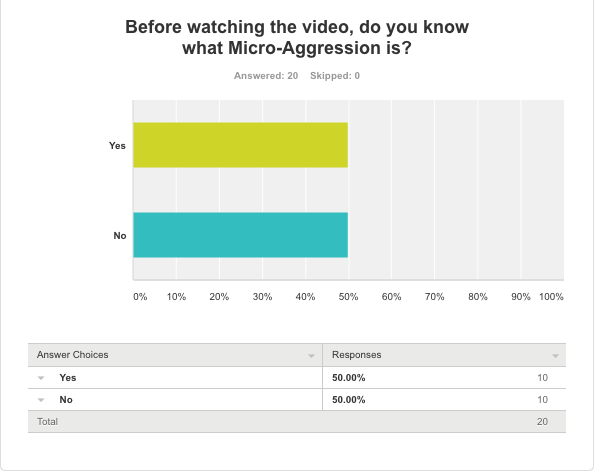 Before watching the video, do you know
what Micro-Aggression is?
Answered: 20 Skipped: 0
Yes
No
0% 10% 20% 30% 40% 50% 60% 70% 80% 90% 100%
Answer Choices Responses
Yes 50.00% 10
No 50.00% 10
Total 20